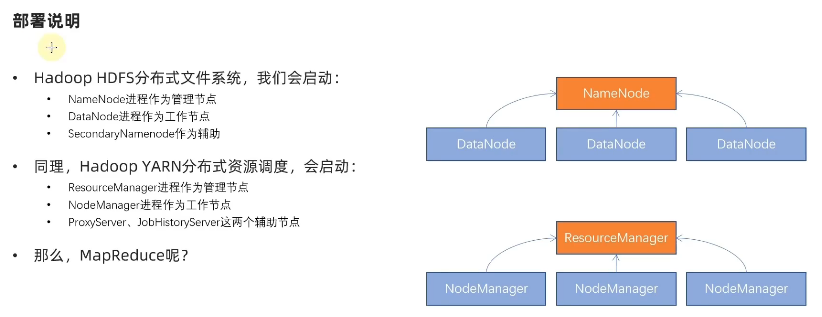 部署说明
• Hadoop HDFS分布式文件系统，我们会启动：
• NameNode进程作为管理节点
• DataNode进程作为工作节点
• SecondaryNamenode作为辅助
• 同理，Hadoop YARN分布式资源调度，会启动：
• ResourceManager进程作为管理节点
• NodeManager进程作为工作节点
• ProxyServer、JobHistoryServer这两个辅助节点
• 那么，MapReduce呢？
NameNode
DataNode DataNode DataNode
ResourceManager
NodeManager NodeManager NodeManager